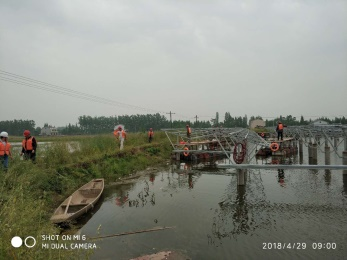 SHOT ON MI 6
MI DUAL CAMERA
2018/4/29 09:00